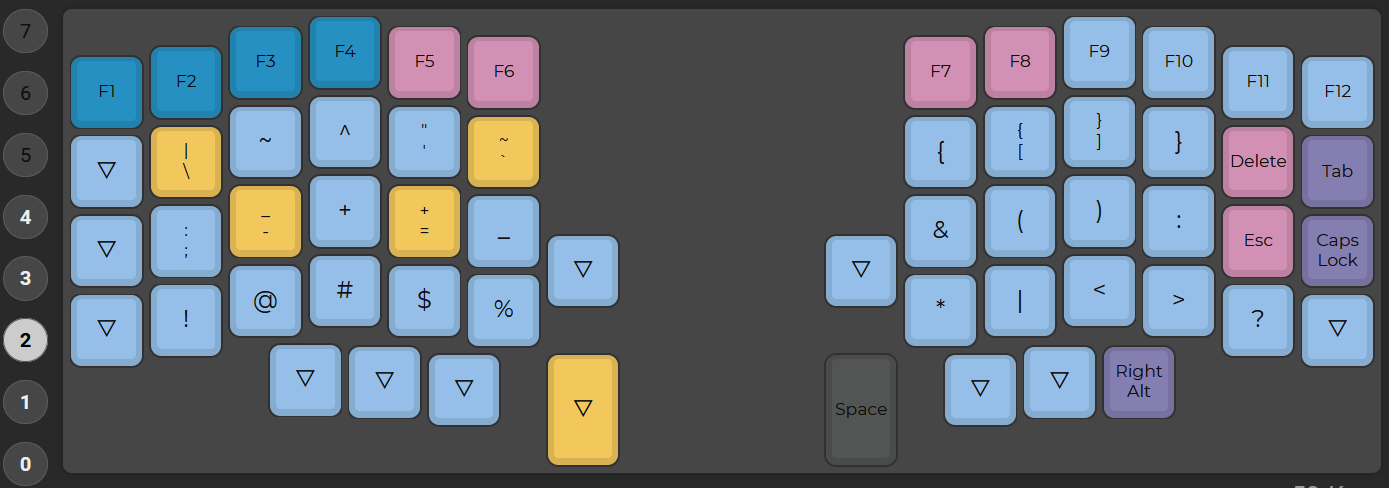 7
6
5
4
3
2
1
0
F1
F2
F3
F4
F5
F6
F7
F8
F9
F10
F11
F12
▽
|
\
~
^
"
'
~
`
{
{
[
}
]
}
Delete
Tab
▽
:
;
_
-
+
+
=
_
▽
▽
&
(
)
:
Esc
Caps
Lock
▽
!
@
#
$
%
*
|
<
>
?
▽
▽
▽
▽
▽
Space
▽
▽
Right
Alt